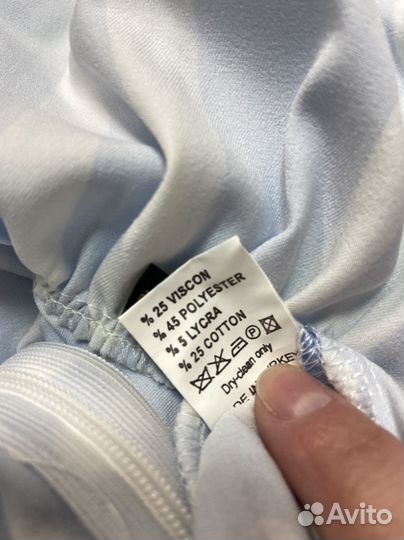 % 25 VISCON
% 45 POLYESTER
% 5 LYCRA
% 25 COTTON
P
Dry-clean only
Avito